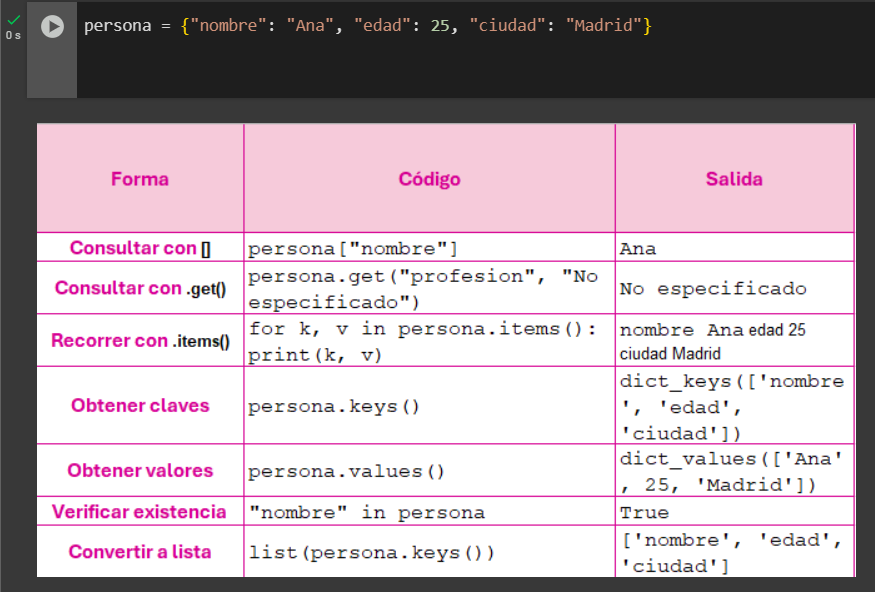 0 s
persona = {"nombre": "Ana", "edad": 25, "ciudad": "Madrid"}
Forma
Código
Salida
Consultar con []
persona["nombre"]
Ana
Consultar con .get()
persona.get("profesion", "No
especificado")
No especificado
Recorrer con .items()
for k, v in persona.items():
print(k, v)
nombre Ana edad 25
ciudad Madrid
Obtener claves
persona.keys()
dict_keys(['nombre
', 'edad',
'ciudad'])
Obtener valores
persona.values()
dict_values(['Ana'
, 25, 'Madrid'])
Verificar existencia
"nombre" in persona
True
Convertir a lista
list(persona.keys())
['nombre', 'edad',
'ciudad']